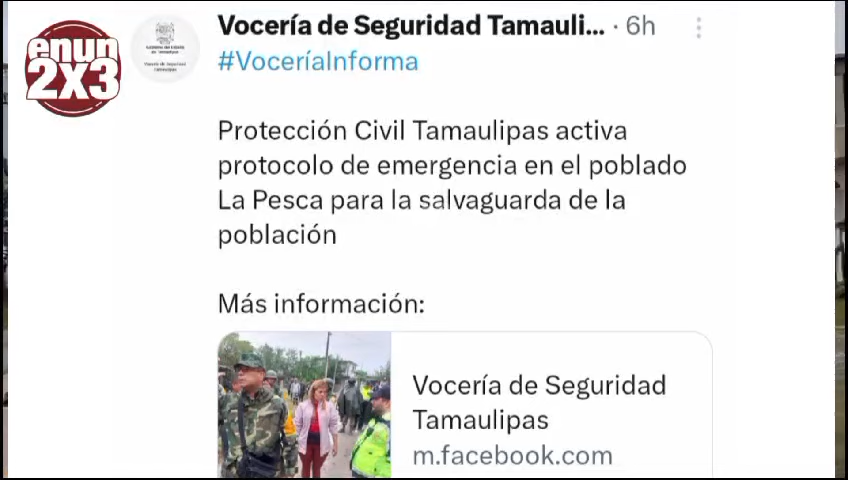 enun
2x3
Vocería de Seguridad Tamauli... · 6h
#VoceríaInforma
Protección Civil Tamaulipas activa
protocolo de emergencia en el poblado
La Pesca para la salvaguarda de la
población
Más información:
Vocería de Seguridad
Tamaulipas
m.facebook.com